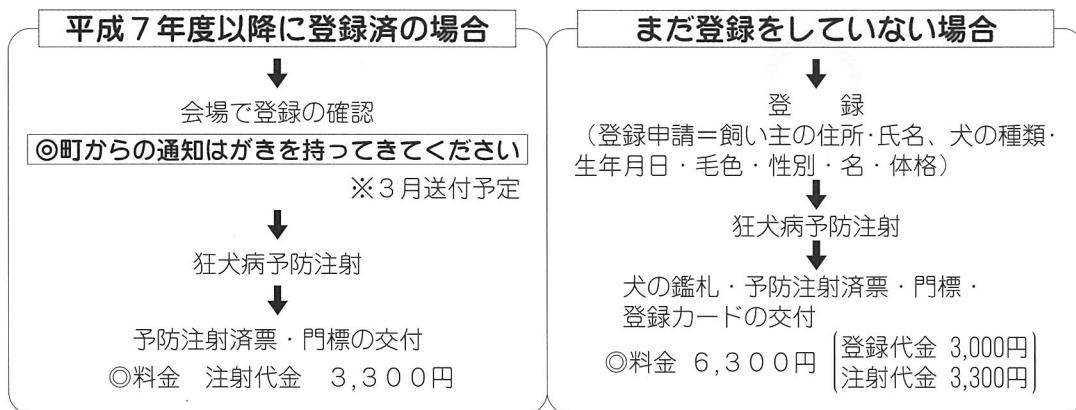 平成７年度以降に登録済の場合
会場で登録の確認
◎町からの通知はがきを持ってきてください
※３月送付予定
狂犬病予防注射
予防注射済票・門標の交付
◎料金　注射代金　３,３００円
まだ登録をしていない場合
登　録
（登録申請＝飼い主の住所・氏名、犬の種類・
生年月日・毛色・性別・名・体格）
狂犬病予防注射
犬の鑑札・予防注射済票・門標・
登録カードの交付
◎料金 ６,３００円
登録代金 3,000円
注射代金 3,300円